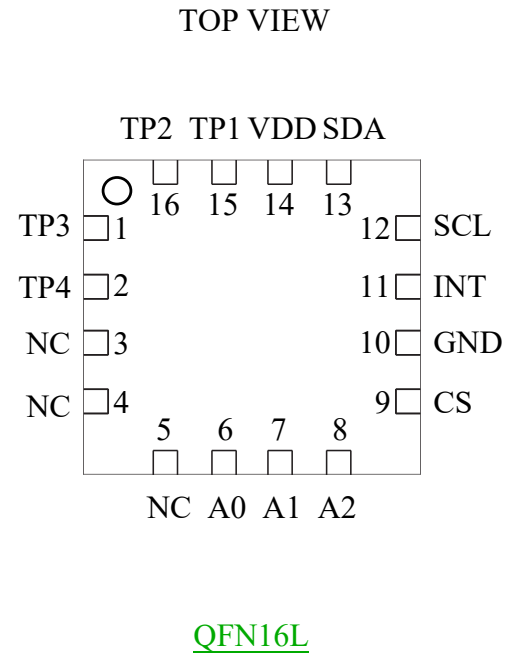 TOP VIEW
TP2 TP1 VDD SDA
16 15 14 13
TP3 1 12 SCL
TP4 2 11 INT
NC 3 10 GND
NC 4 9 CS
5 6 7 8
NC A0 A1 A2
QFN16L